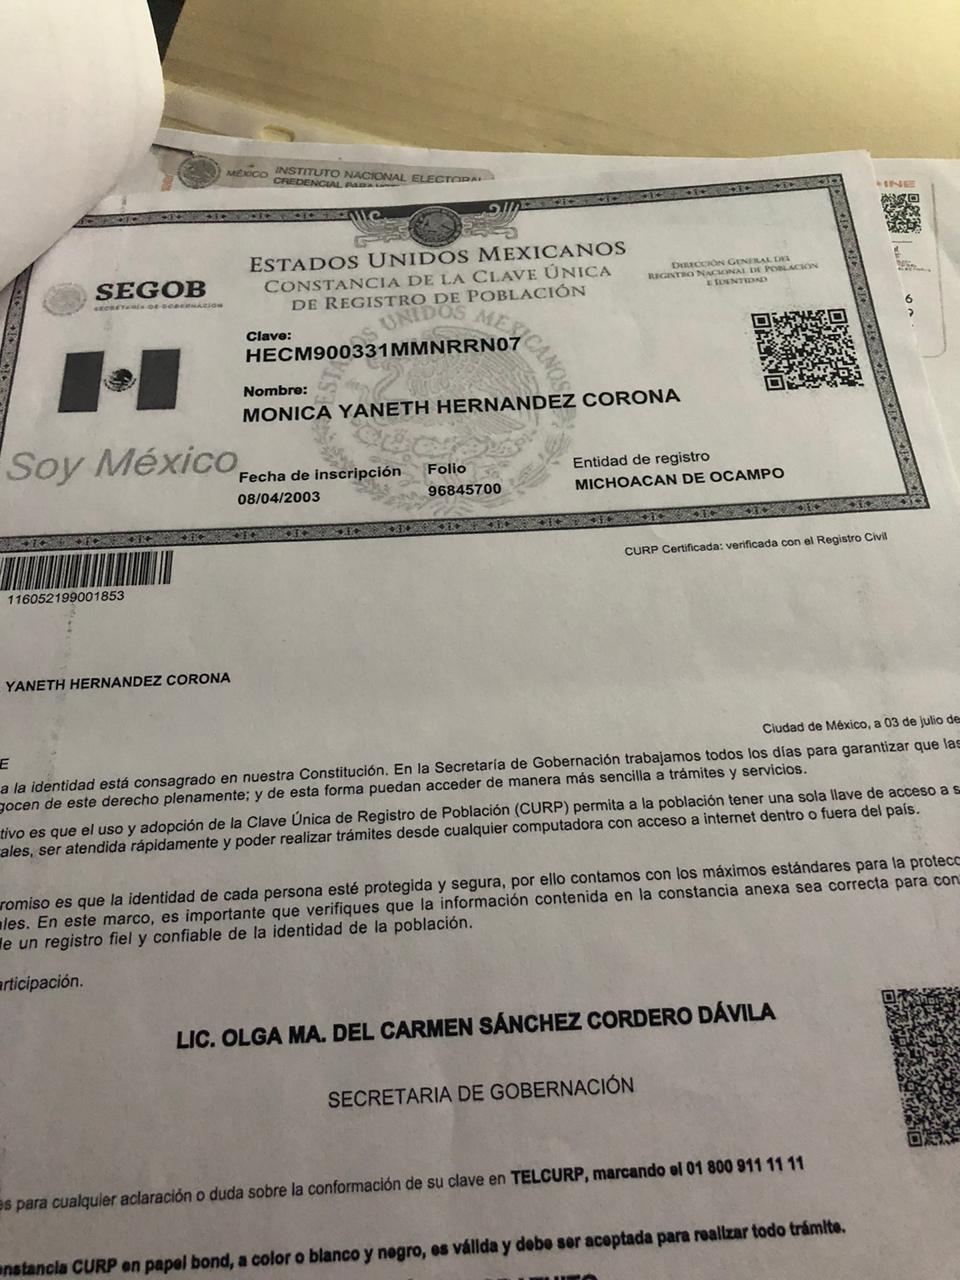 MÉXICO INSTITUTO NACIONAL ELECTORAL
CREDENCIAL PARA
INE
ESTADOS UNIDOS MEXICANOS
CONSTANCIA DE LA CLAVE ÚNICA
DE REGISTRO DE POBLACIÓN
DIRECCIÓN GENERAL DEL
REGISTRO NACIONAL DE POBLACIÓN
E IDENTIDAD
SEGOB
SECRETARÍA DE GOBERNACIÓN
ESTADOS UNIDOS MEXICANOS
Clave:
HECM900331MMNRRN07
Nombre:
MONICA YANETH HERNANDEZ CORONA
Soy México
Fecha de inscripción
08/04/2003
Folio
96845700
Entidad de registro
MICHOACAN DE OCAMPO
CURP Certificada: verificada con el Registro Civil
116052199001853
YANETH HERNANDEZ CORONA
Ciudad de México, a 03 de julio de
E
a la identidad está consagrado en nuestra Constitución. En la Secretaría de Gobernación trabajamos todos los días para garantizar que las
gocen de este derecho plenamente; y de esta forma puedan acceder de manera más sencilla a trámites y servicios.
tivo es que el uso y adopción de la Clave Única de Registro de Población (CURP) permita a la población tener una sola llave de acceso a s
ales, ser atendida rápidamente y poder realizar trámites desde cualquier computadora con acceso a internet dentro o fuera del país.
romiso es que la identidad de cada persona esté protegida y segura, por ello contamos con los máximos estándares para la protecc
les. En este marco, es importante que verifiques que la información contenida en la constancia anexa sea correcta para con
de un registro fiel y confiable de la identidad de la población.
articipación.
LIC. OLGA MA. DEL CARMEN SÁNCHEZ CORDERO DÁVILA
SECRETARIA DE GOBERNACIÓN
es para cualquier aclaración o duda sobre la conformación de su clave en TELCURP, marcando el 01 800 911 11 11
onstancia CURP en papel bond, a color o blanco y negro, es válida y debe ser aceptada para realizar todo trámite.